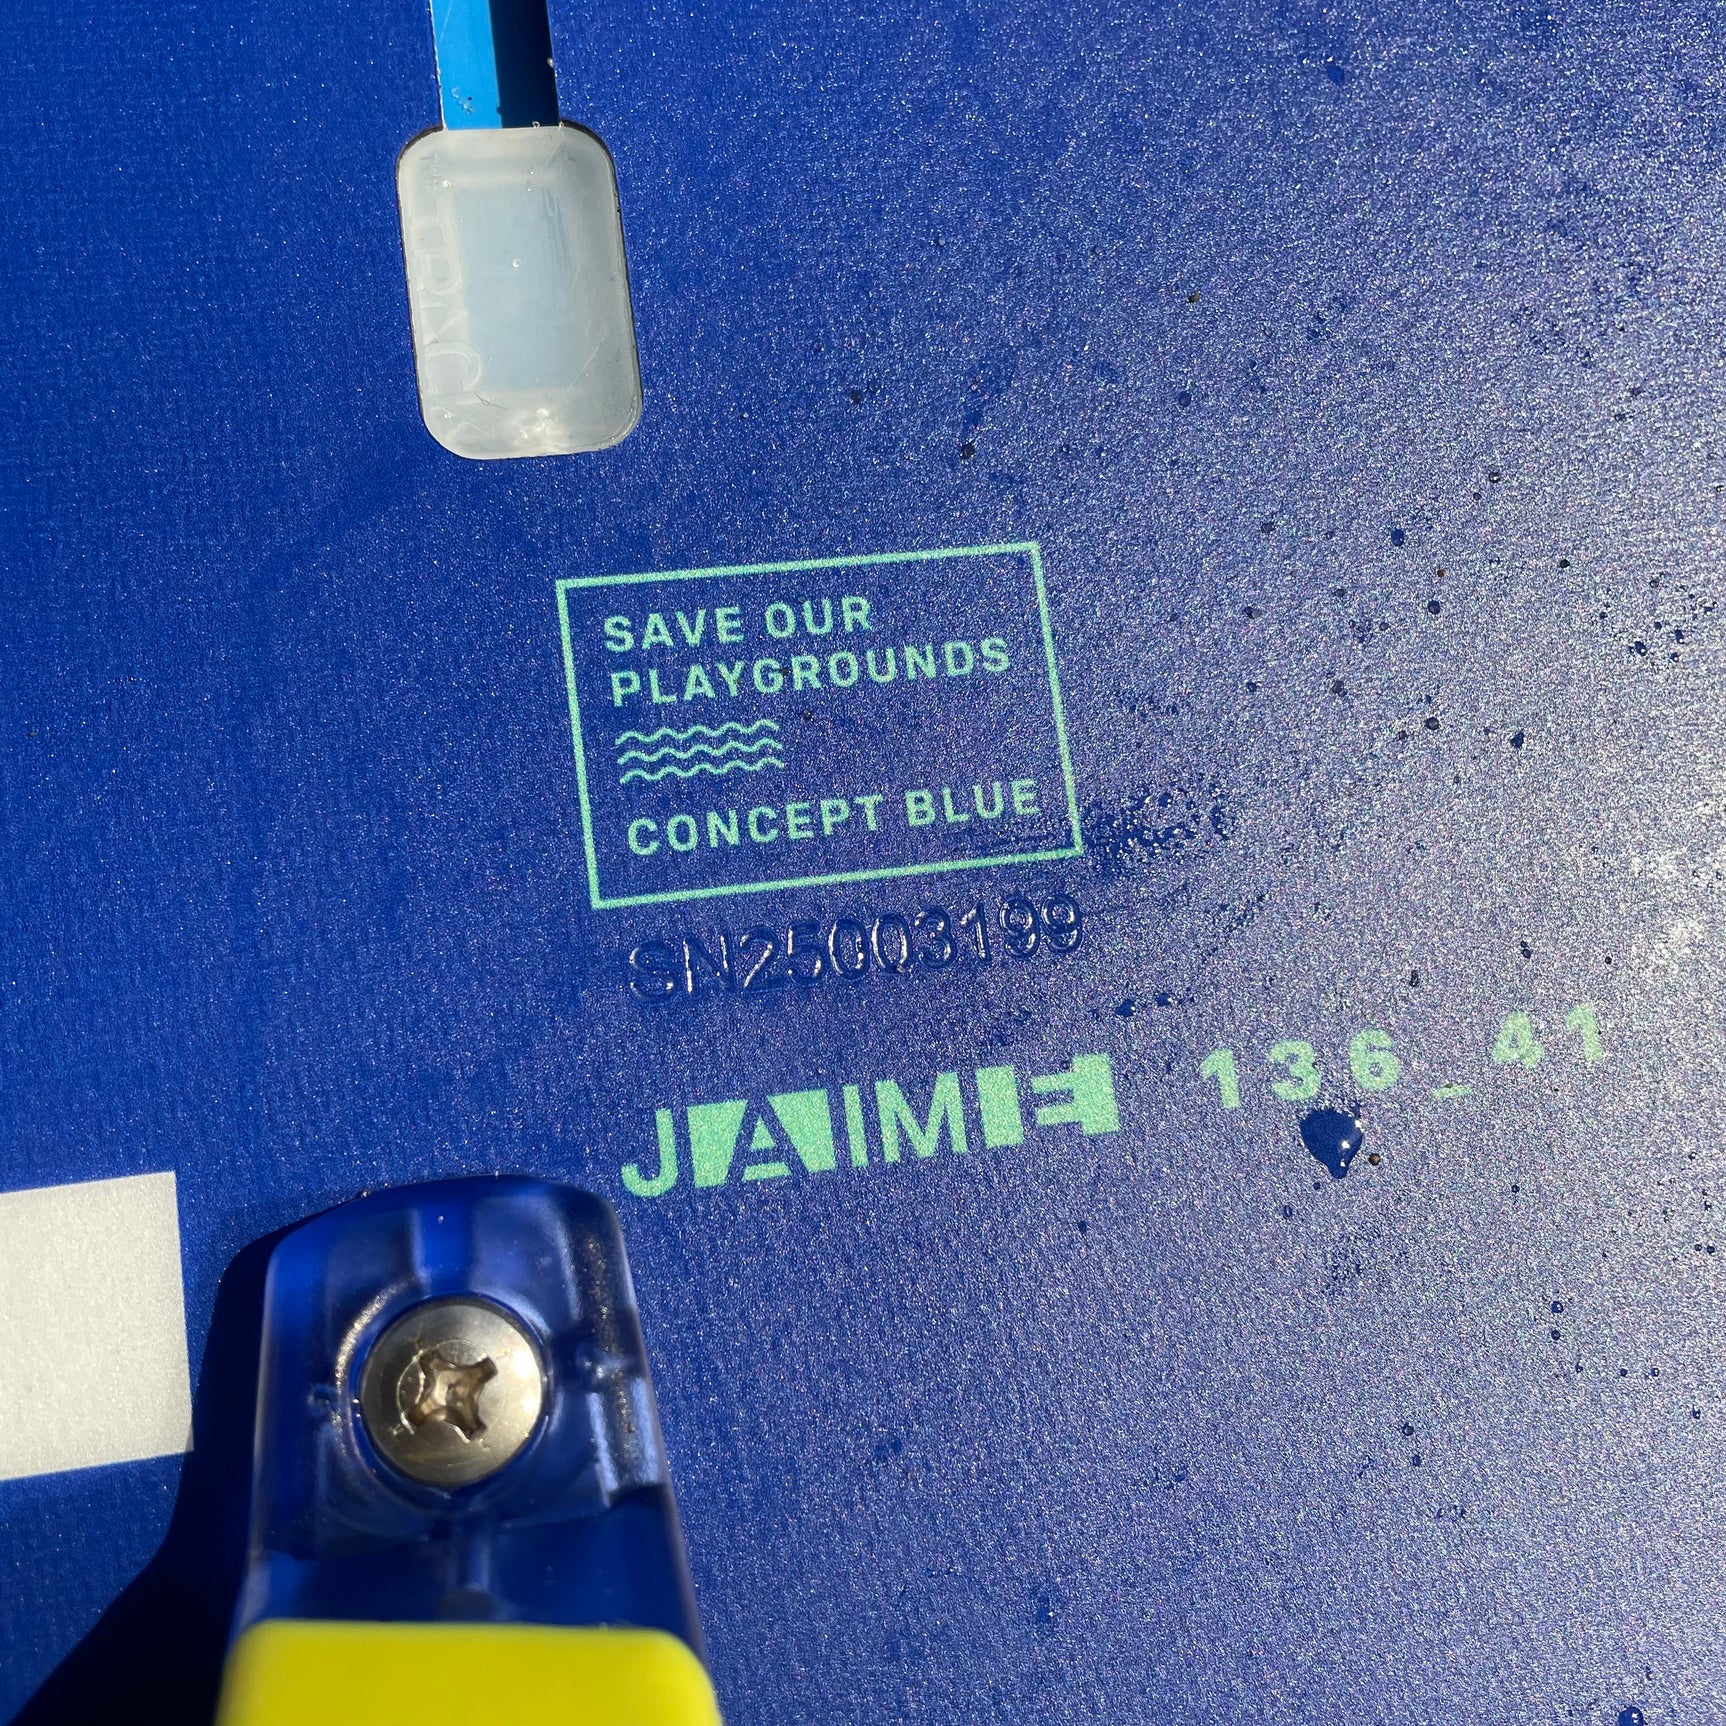 SAVE OUR
PLAYGROUNDS
CONCEPT BLUE
SN25003199
JAIME 136_41